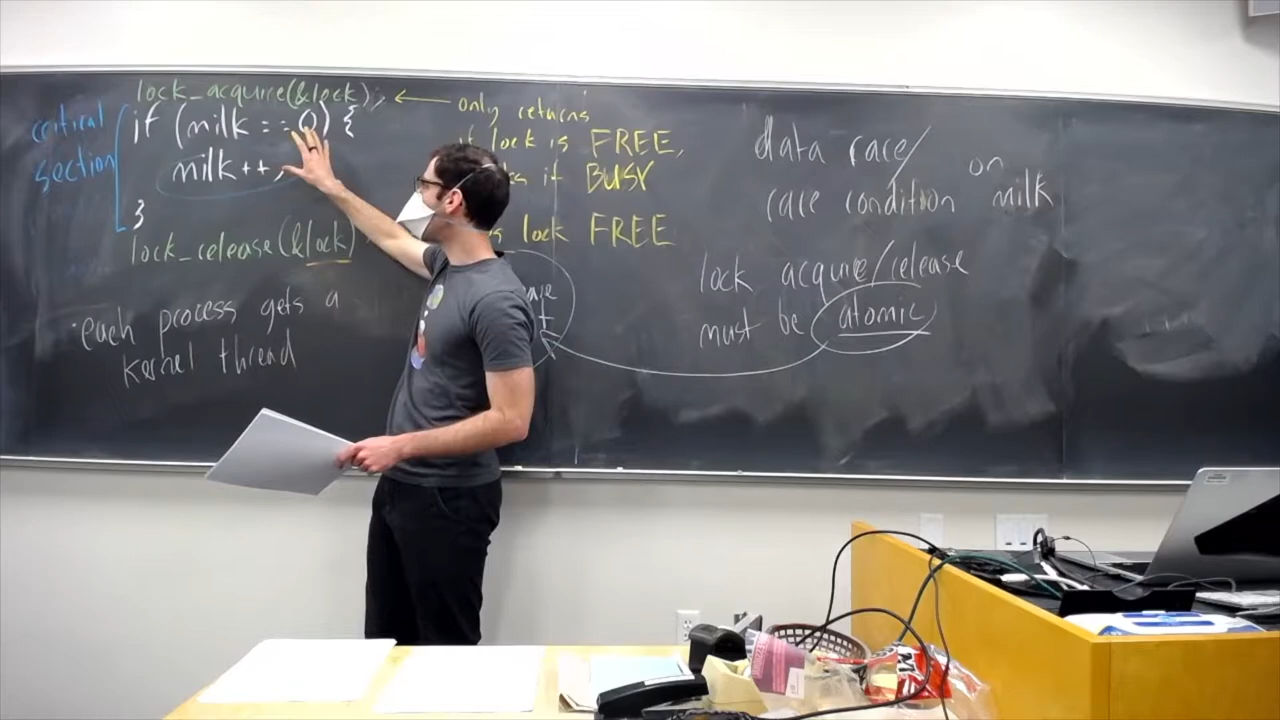 lock_acquire(&lock);
critical
section
if (milk == 0) {
milk++;
}
lock_release(&lock)
each process gets a
kernel thread
← only returns
if lock is FREE,
if BUSY
lock FREE
data race/
race condition
on
milk
lock acquire/release
must be atomic